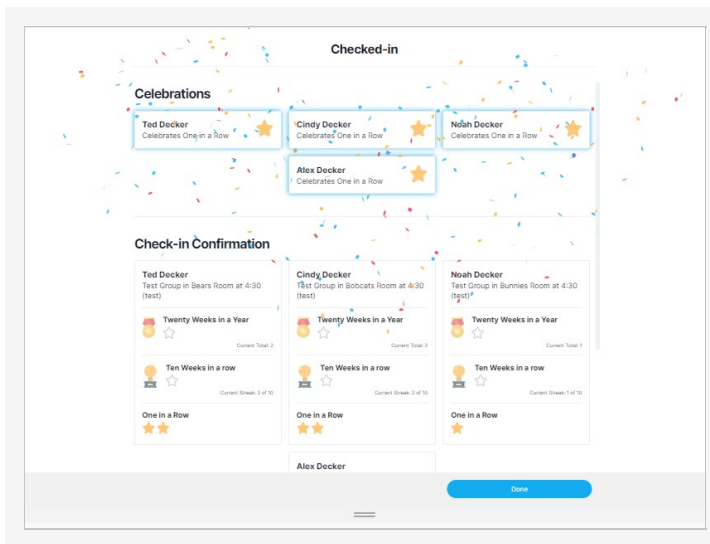 Checked-in
Celebrations
Ted Decker
Celebrates One in a Row
Cindy Decker
Celebrates One in a Row
Noah Decker
Celebrates One in a Row
Alex Decker
Celebrates One in a Row
Check-in Confirmation
Ted Decker
Test Group in Bears Room at 4:30
(test)
Twenty Weeks in a Year
Current Total: 2
Ten Weeks in a row
Current Streak: 2 of 10
One in a Row
Cindy Decker
Test Group in Bobcats Room at 4:30
(test)
Twenty Weeks in a Year
Current Total: 2
Ten Weeks in a row
Current Streak: 2 of 10
One in a Row
Noah Decker
Test Group in Bunnies Room at 4:30
(test)
Twenty Weeks in a Year
Current Total: 1
Ten Weeks in a row
Current Streak: 1 of 10
One in a Row
Alex Decker
Done